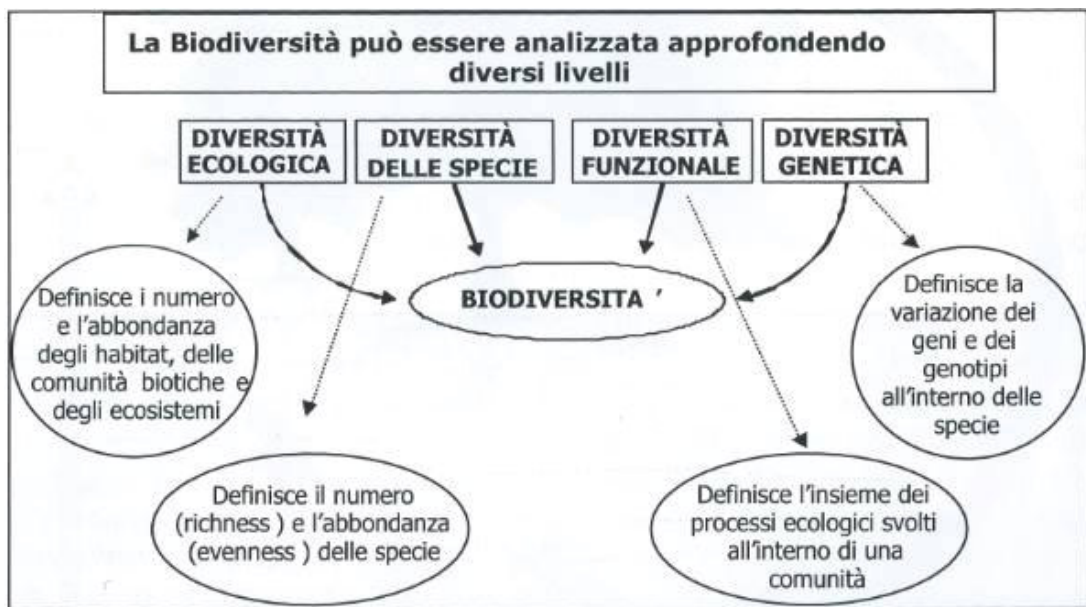 La Biodiversità può essere analizzata approfondendo
diversi livelli
DIVERSITÀ
ECOLOGICA
DIVERSITÀ
DELLE SPECIE
DIVERSITÀ
FUNZIONALE
DIVERSITÀ
GENETICA
BIODIVERSITA '
Definisce i numero
e l'abbondanza
degli habitat, delle
comunità biotiche e
degli ecosistemi
Definisce la
variazione dei
geni e dei
genotipi
all'interno delle
specie
Definisce il numero
(richness ) e l'abbondanza
(evenness ) delle specie
Definisce l'insieme dei
processi ecologici svolti
all'interno di una
comunità